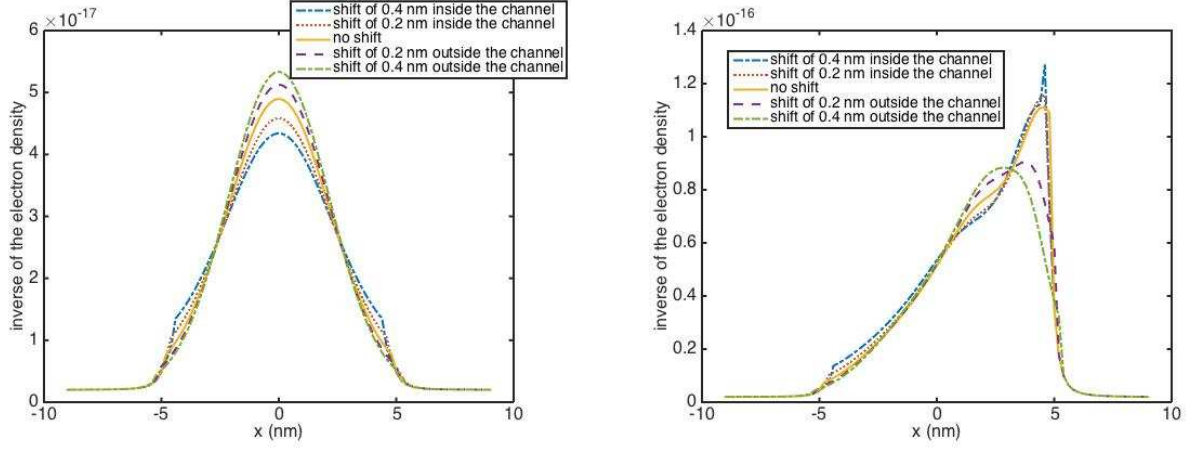 ×10^-17
6
5
4
3
2
1
0
-10
-5
0
5
10
x (nm)
inverse of the electron density
shift of 0.4 nm inside the channel
shift of 0.2 nm inside the channel
no shift
shift of 0.2 nm outside the channel
shift of 0.4 nm outside the channel
×10^-16
1.4
1.2
1
0.8
0.6
0.4
0.2
0
-10
-5
0
5
10
x (nm)
inverse of the electron density
shift of 0.4 nm inside the channel
shift of 0.2 nm inside the channel
no shift
shift of 0.2 nm outside the channel
shift of 0.4 nm outside the channel